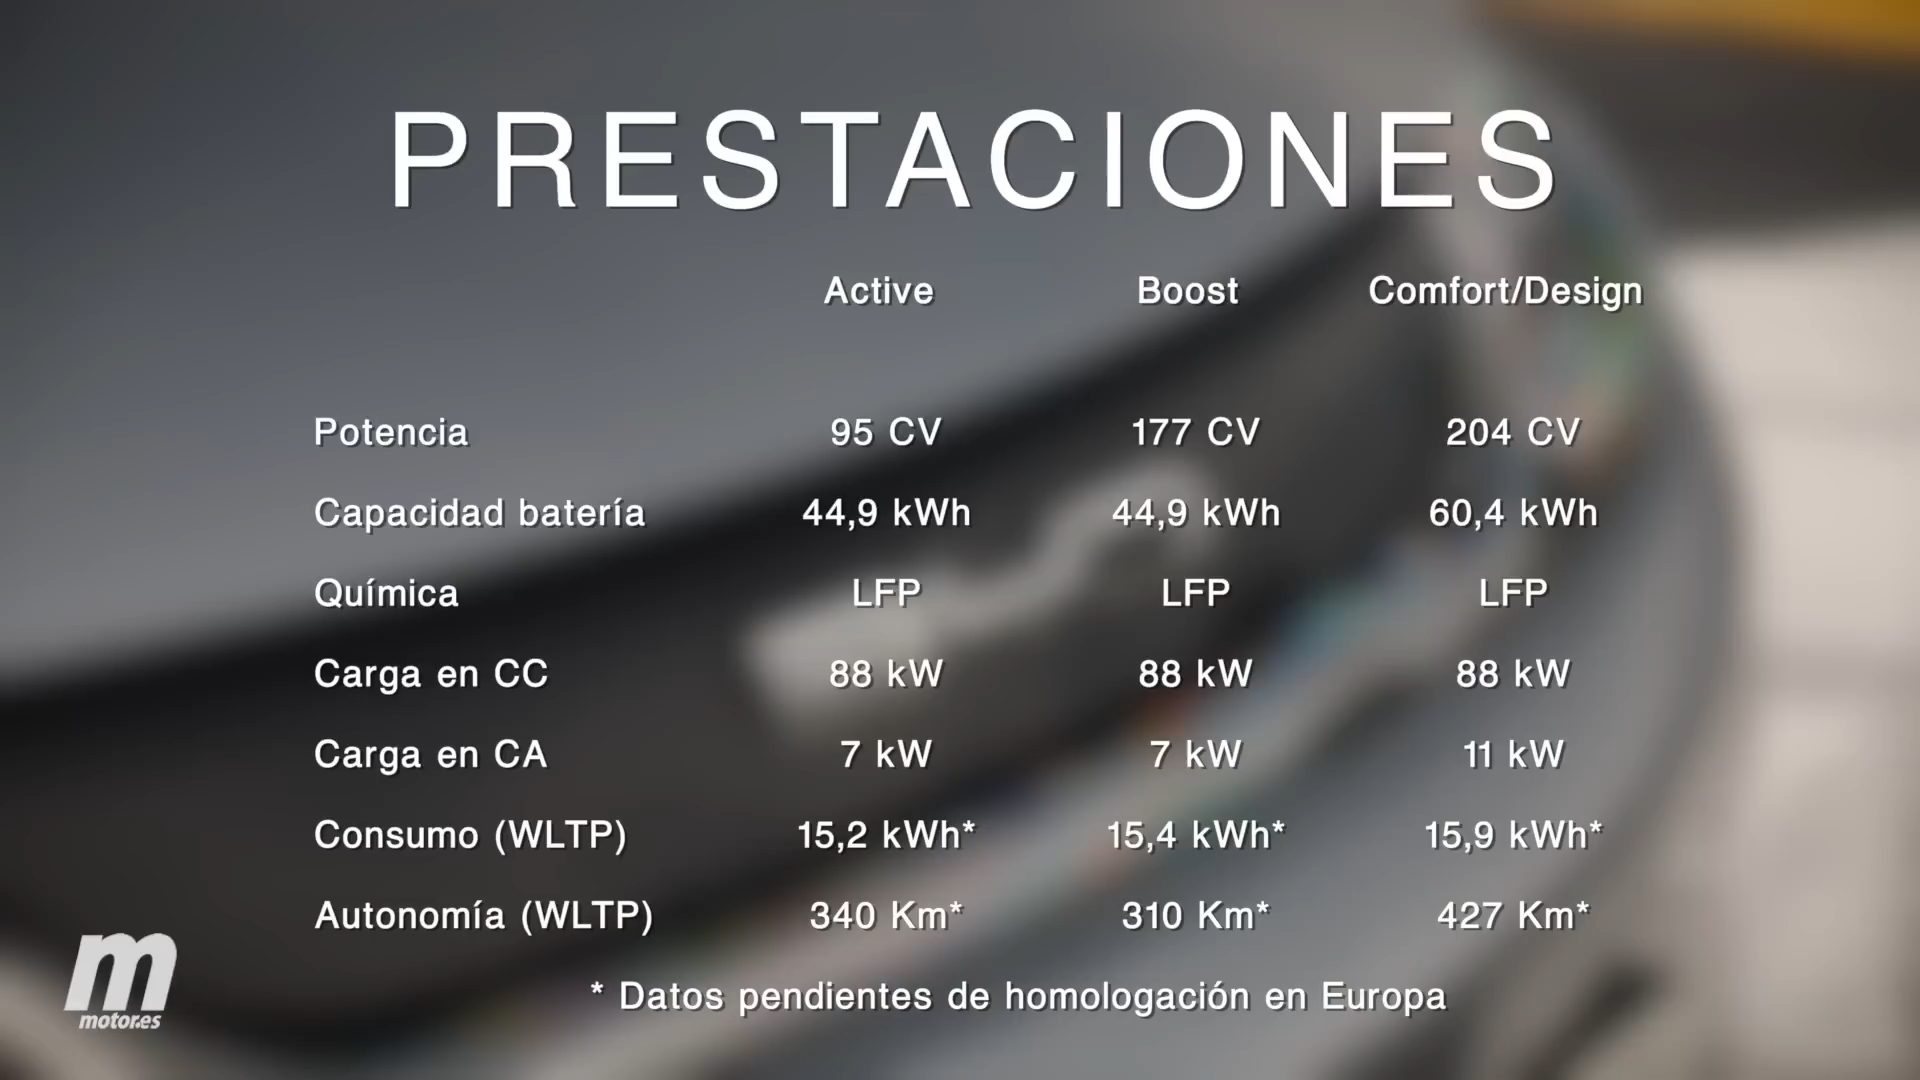 PRESTACIONES
Active Boost Comfort/Design
Potencia 95 CV 177 CV 204 CV
Capacidad batería 44,9 kWh 44,9 kWh 60,4 kWh
Química LFP LFP LFP
Carga en CC 88 kW 88 kW 88 kW
Carga en CA 7 kW 7 kW 11 kW
Consumo (WLTP) 15,2 kWh* 15,4 kWh* 15,9 kWh*
Autonomía (WLTP) 340 Km* 310 Km* 427 Km*
* Datos pendientes de homologación en Europa
m
motor.es